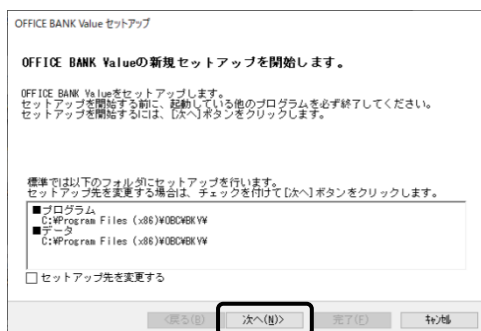 OFFICE BANK Value セットアップ
OFFICE BANK Valueの新規セットアップを開始します。
OFFICE BANK Valueをセットアップします。
セットアップを開始する前に、起動している他のプログラムを必ず終了してください。
セットアップを開始するには、[次へ]ボタンをクリックします。
標準では以下のフォルダにセットアップを行います。
セットアップ先を変更する場合は、チェックを付けて[次へ]ボタンをクリックします。
■プログラム
C:¥Program Files (x86)¥OBC¥BKV¥
■データ
C:¥Program Files (x86)¥OBC¥BKV¥
セットアップ先を変更する
<戻る(B) 次へ(N)> 完了(F) キャンセル